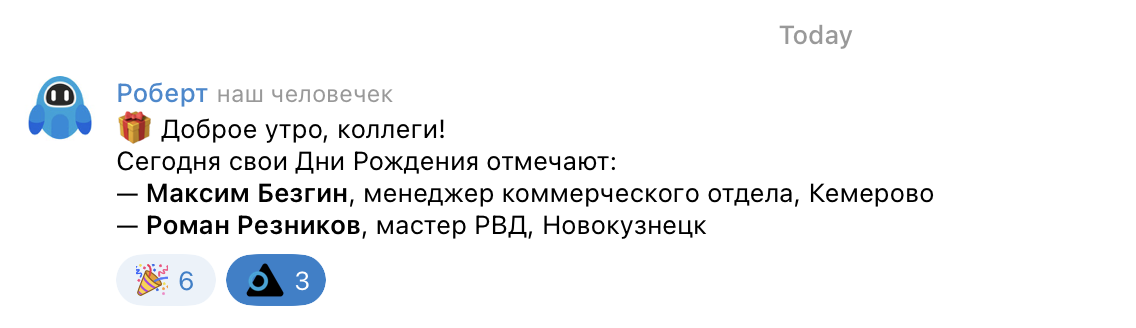 Today
Роберт наш человечек
🎁 Доброе утро, коллеги!
Сегодня свои Дни Рождения отмечают:
— Максим Безгин, менеджер коммерческого отдела, Кемерово
— Роман Резников, мастер РВД, Новокузнецк
🎉 6 3